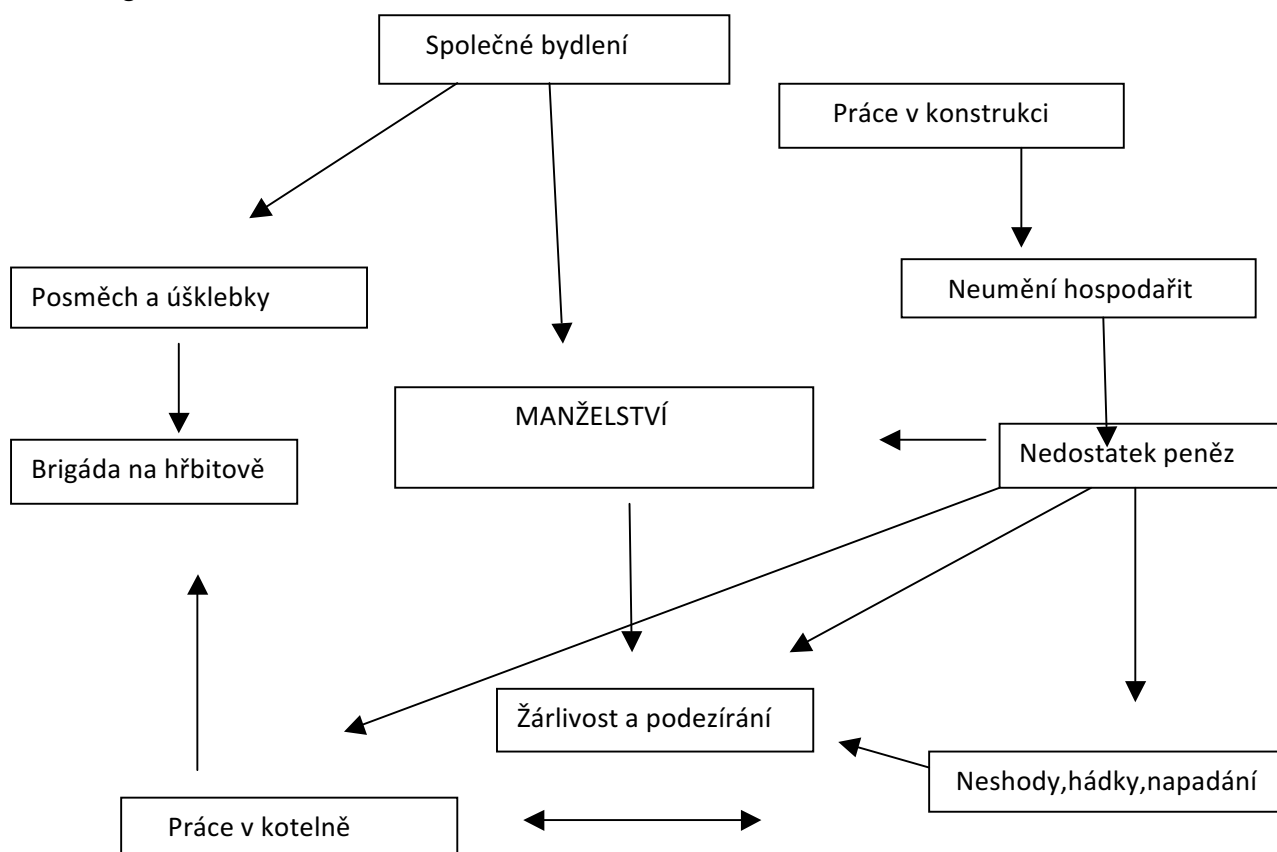 Společné bydlení
Práce v konstrukci
Posměch a úšklebky
Neumění hospodařit
MANŽELSTVÍ
Brigáda na hřbitově
Nedostatek peněz
Žárlivost a podezírání
Neshody,hádky,napadání
Práce v kotelně